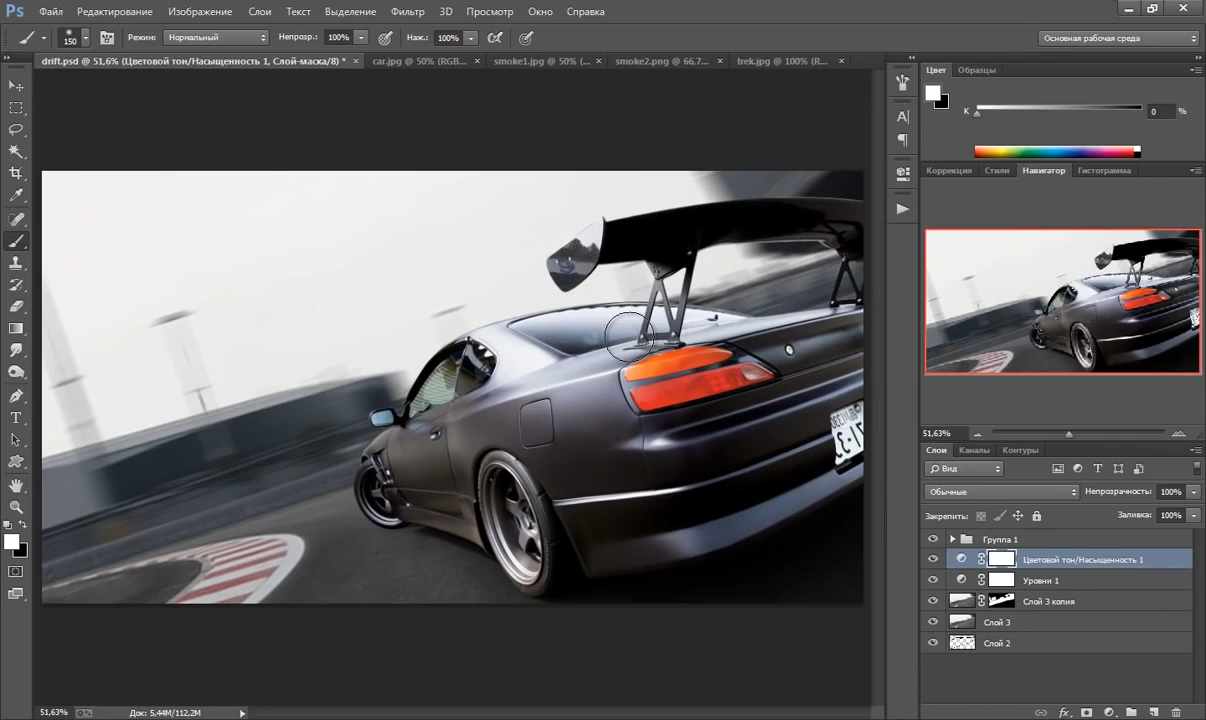 Ps Файл Редактирование Изображение Слои Текст Выделение Фильтр 3D Просмотр Окно Справка
150 Режим: Нормальный Непрозр.: 100% Наж.: 100% Основная рабочая среда
drift.psd @ 51,6% (Цветовой тон/Насыщенность 1, Слой-маска/8) * car.jpg @ 50% (RGB... smoke1.jpg @ 50% (... smoke2.png @ 66,7... trek.jpg @ 100% (R...
Цвет Образцы
K 0 %
Коррекция Стили Навигатор Гистограмма
51,63%
Слои Каналы Контуры
Вид
Обычные Непрозрачность: 100%
Закрепить: Заливка: 100%
Группа 1
Цветовой тон/Насыщенность 1
Уровни 1
Слой 3 копия
Слой 3
Слой 2
51,63% Док: 5,44M/112,2M